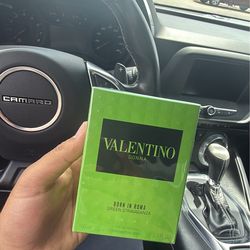 CAMARO
VALENTINO
DONNA
BORN IN ROMA
GREEN STRAVAGANZA